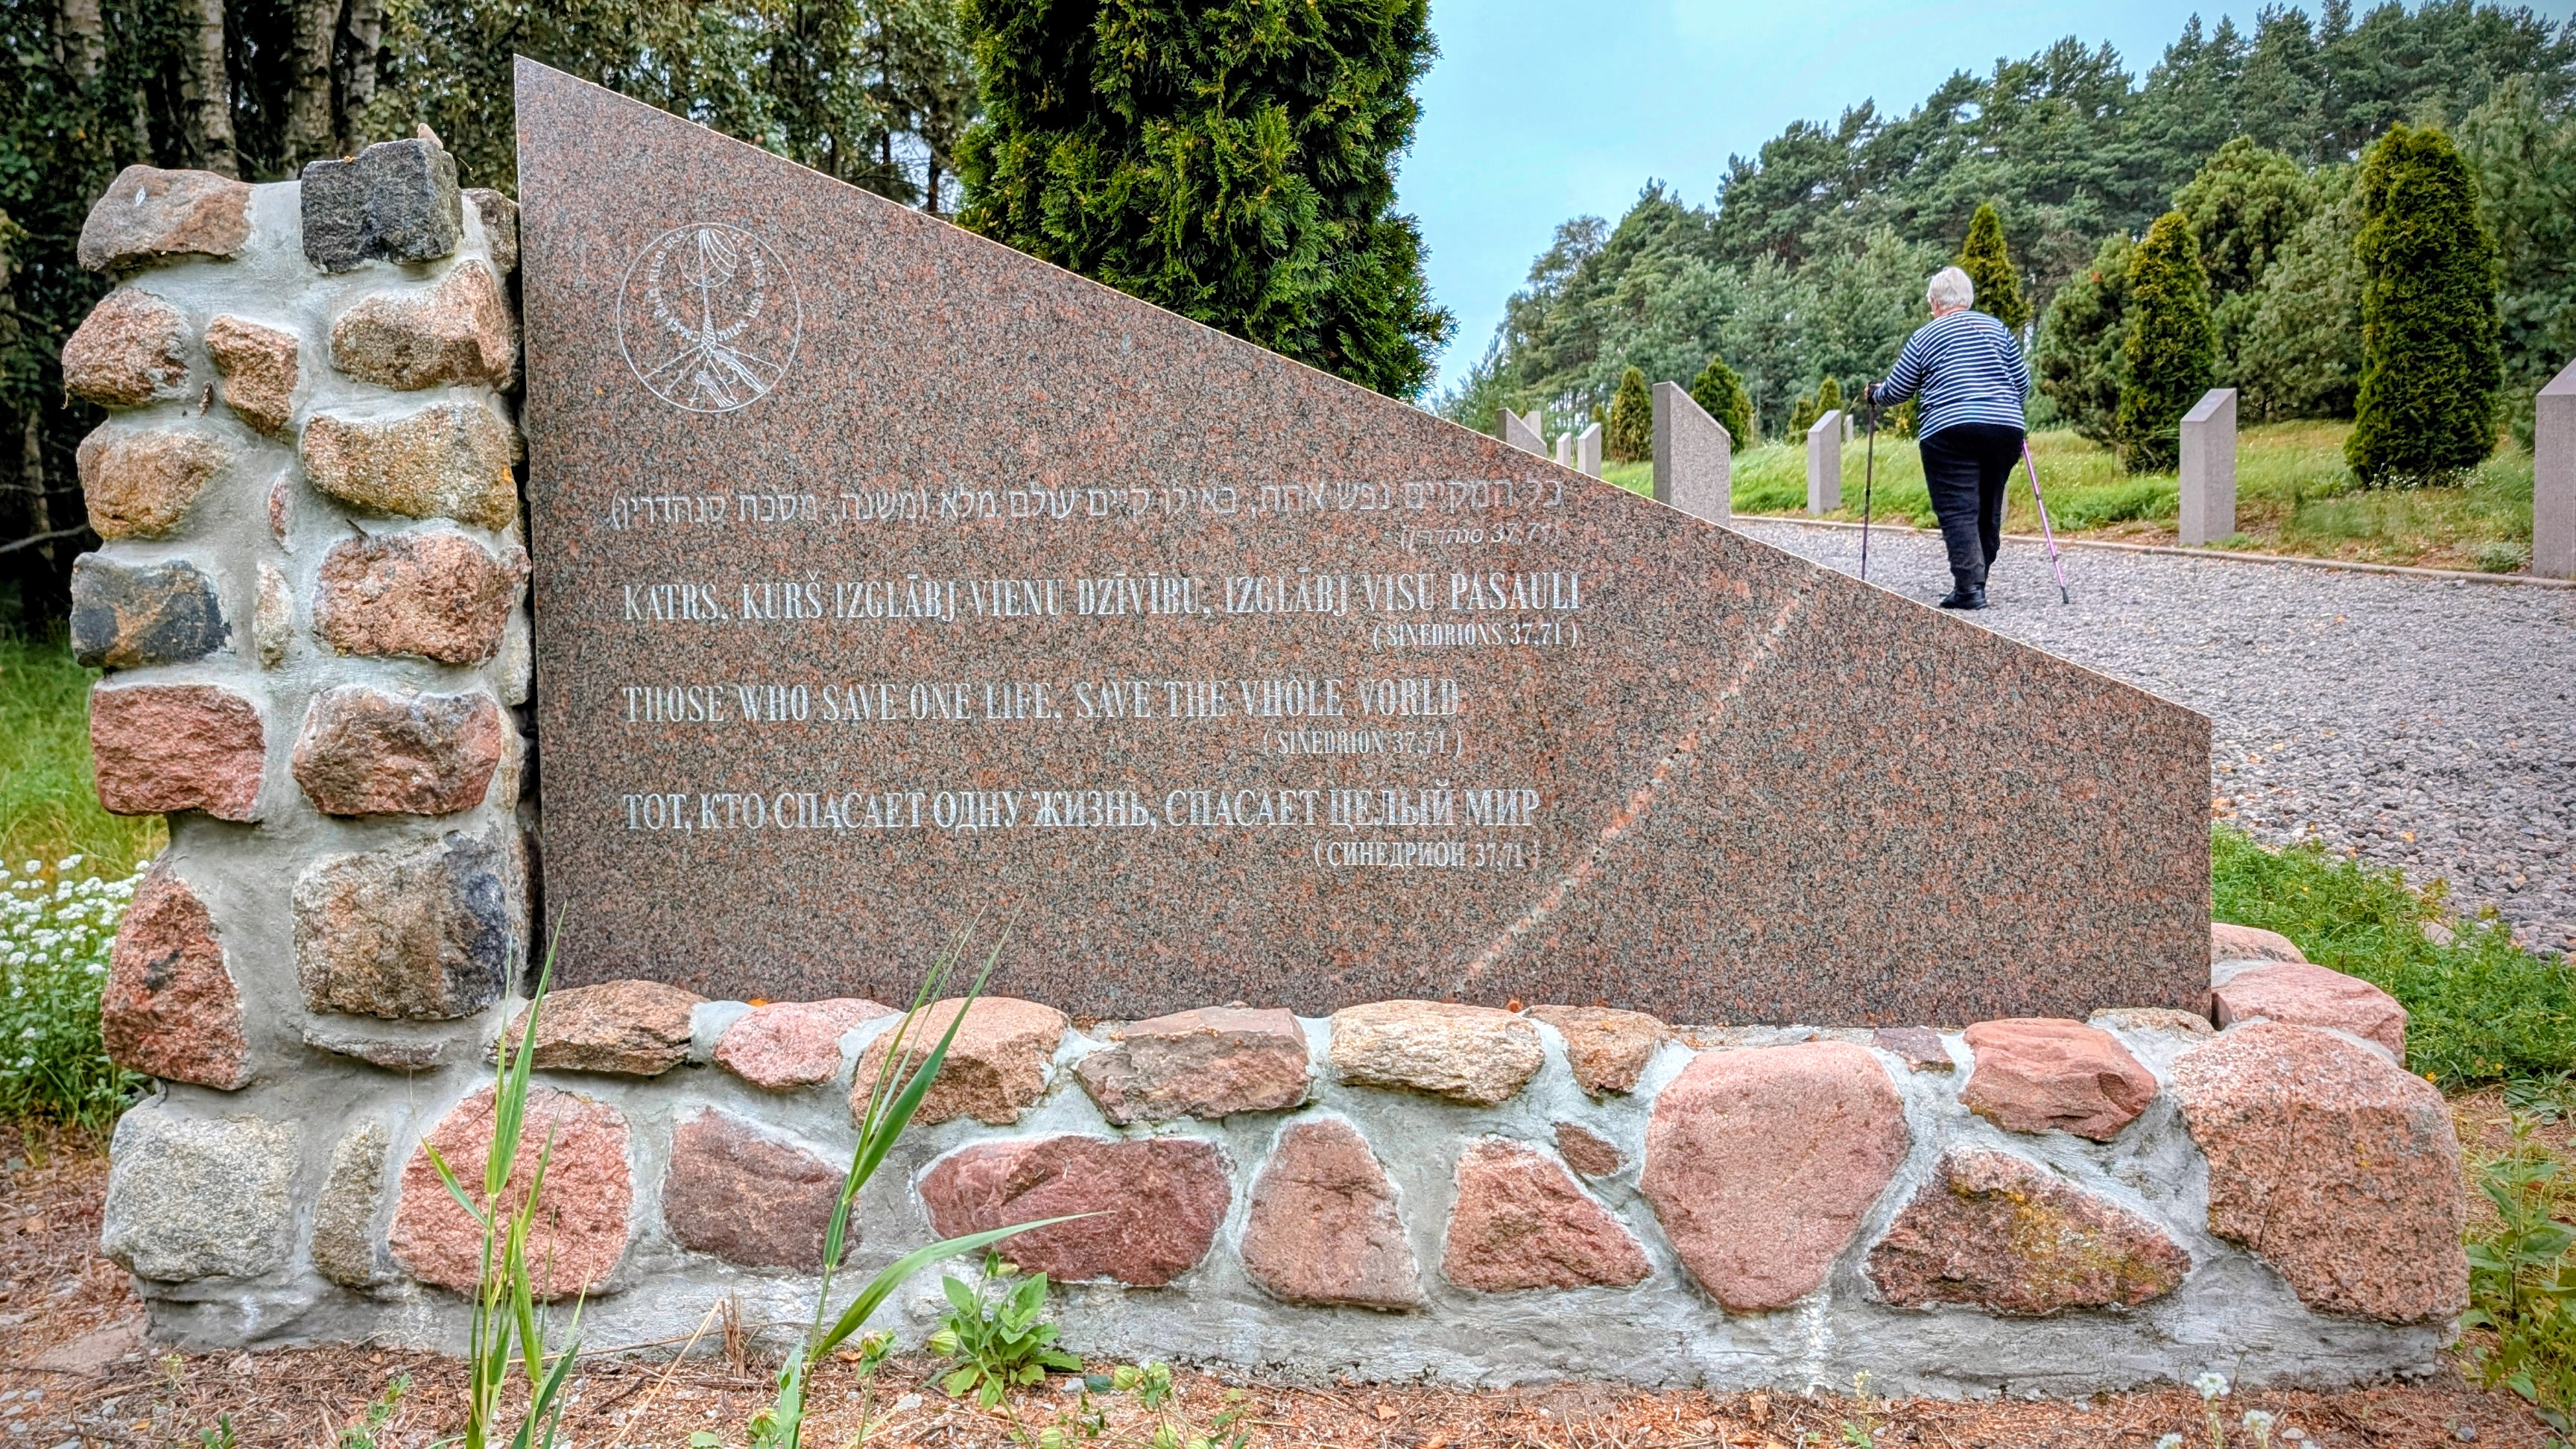 כל המקיים נפש אחת, כאילו קיים עולם מלא (משנה, מסכת סנהדרין)
(סנהדרין 37,71)
KATRS, KURŠ IZGLĀBJ VIENU DZĪVĪBU, IZGLĀBJ VISU PASAULI
(SINEDRIONS 37,71)
THOSE WHO SAVE ONE LIFE, SAVE THE VHOLE VORLD
(SINEDRION 37,71)
ТОТ, КТО СПАСАЕТ ОДНУ ЖИЗНЬ, СПАСАЕТ ЦЕЛЫЙ МИР
(СИНЕДРИОН 37,71)